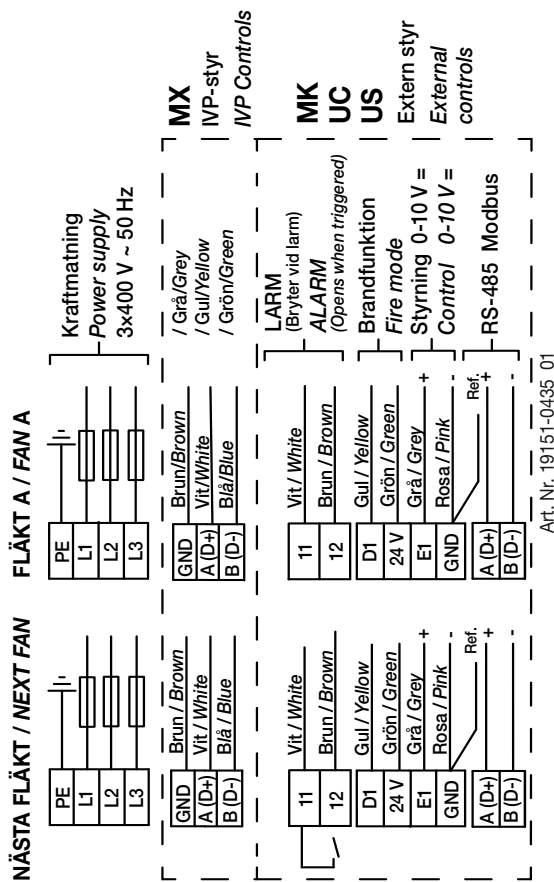 NÄSTA FLÄKT / NEXT FAN
PE
L1
L2
L3
GND
A (D+)
B (D-)
Brun / Brown
Vit / White
Blå / Blue
11
12
Vit / White
Brun / Brown
D1
24 V
E1
GND
Gul / Yellow
Grön / Green
Grå / Grey
+
Rosa / Pink
-
Ref.
A (D+)
+
B (D-)
-
FLÄKT A / FAN A
PE
L1
L2
L3
Kraftmatning
Power supply
3×400 V ~ 50 Hz
GND
A (D+)
B (D-)
Brun/Brown
/ Grå/Grey
Vit/White
/ Gul/Yellow
Blå/Blue
/ Grön/Green
MX
IVP-styr
IVP Controls
11
12
Vit / White
Brun / Brown
LARM
(Bryter vid larm)
ALARM
(Opens when triggered)
D1
24 V
E1
GND
Gul / Yellow
Grön / Green
Grå / Grey
+
Rosa / Pink
-
Brandfunktion
Fire mode
Styrning 0-10 V =
Control 0-10 V =
Ref.
A (D+)
+
B (D-)
-
RS-485 Modbus
MK
UC
US
Extern styr
External
controls
Art. Nr. 19151-0435 01